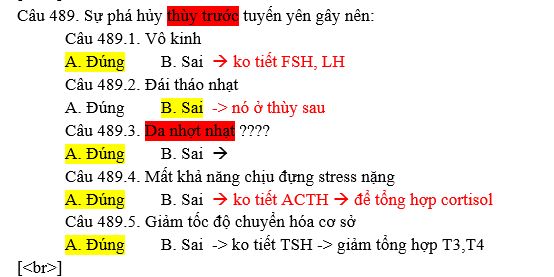 Câu 489. Sự phá hủy thùy trước tuyến yên gây nên:
Câu 489.1. Vô kinh
A. Đúng B. Sai → ko tiết FSH, LH
Câu 489.2. Đái tháo nhạt
A. Đúng B. Sai -> nó ở thùy sau
Câu 489.3. Da nhợt nhạt ????
A. Đúng B. Sai →
Câu 489.4. Mất khả năng chịu đựng stress nặng
A. Đúng B. Sai → ko tiết ACTH → để tổng hợp cortisol
Câu 489.5. Giảm tốc độ chuyển hóa cơ sở
A. Đúng B. Sai -> ko tiết TSH -> giảm tổng hợp T3,T4
[<br>]